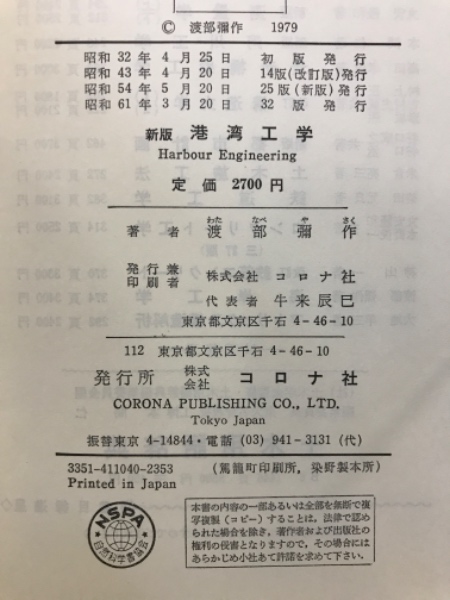 © 渡部彌作 1979
昭和 32 年 4 月 25 日 初 版 発 行
昭和 43 年 4 月 20 日 14版(改訂版)発行
昭和 54 年 5 月 20 日 25 版 (新版) 発行
昭和 61 年 3 月 20 日 32 版 発 行
新版 港湾工学
Harbour Engineering
定 価 2700 円
わた なべ や さく
著 者 渡 部 彌 作
発行兼
印刷者 株式会社 コロナ社
代表者 牛来辰巳
東京都文京区千石 4-46-10
112 東京都文京区千石 4-46-10
発行所 株式会社 コロナ社
CORONA PUBLISHING CO., LTD.
Tokyo Japan
振替東京 4-14844・電話 (03) 941-3131 (代)
3351-411040-2353 (篤龍町印刷所, 染野製本所)
Printed in Japan
NSPA
自然科学書協会
本書の内容の一部あるいは全部を無断で複
写複製(コピー)することは,法律で認め
られた場合を除き,著作者および出版社の
権利の侵害となりますので,その場合には
あらかじめ小社あて許諾を求めて下さい.